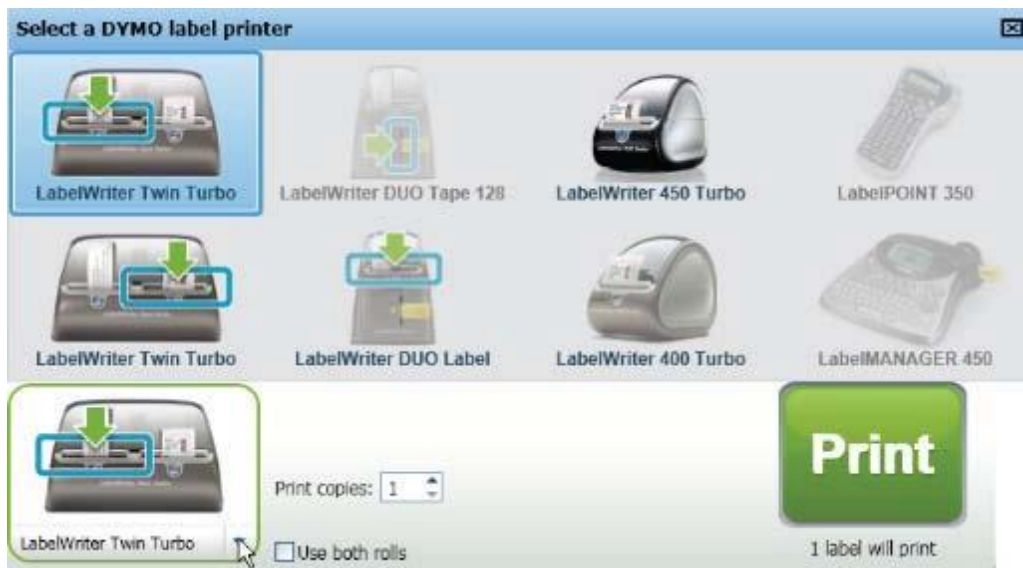 Select a DYMO label printer
LabelWriter Twin Turbo
LabelWriter DUO Tape 128
LabelWriter 450 Turbo
LabelPOINT 350
LabelWriter Twin Turbo
LabelWriter DUO Label
LabelWriter 400 Turbo
LabelMANAGER 450
LabelWriter Twin Turbo
Print copies: 1
Use both rolls
Print
1 label will print